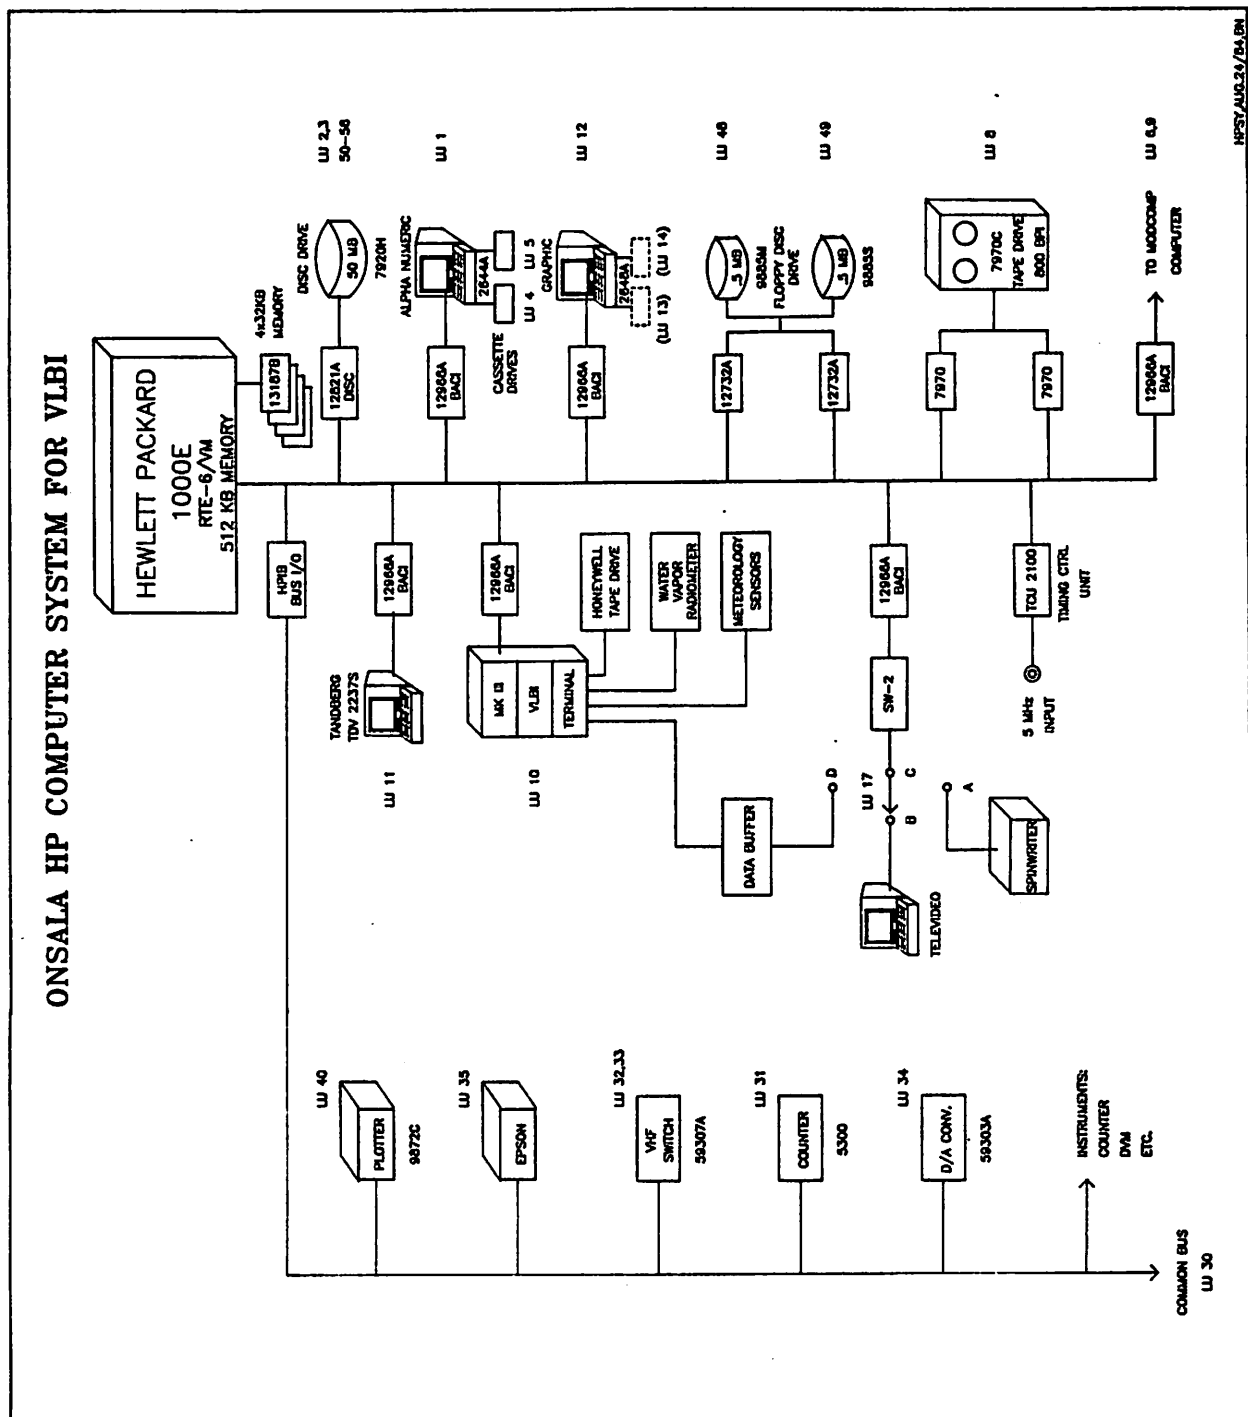 ONSALA HP COMPUTER SYSTEM FOR VLBI
HEWLETT PACKARD
1000E
RTE-6/VM
512 KB MEMORY
13187B
4x32KB
MEMORY
12821A
DISC
DISC DRIVE
50 MB
7920H
LU 2,3
50-56
12966A
BACI
ALPHA NUMERIC
2644A
LU 4
LU 5
CASSETTE
DRIVES
LU 1
12966A
BACI
GRAPHIC
2648A
(LU 13)
(LU 14)
LU 12
12732A
.5 MB
9885M
FLOPPY DISC
DRIVE
LU 48
12732A
.5 MB
9885S
LU 49
7970
7970
7970C
TAPE DRIVE
800 BPI
LU 8
12966A
BACI
TO MODCOMP
COMPUTER
LU 6,9
HPIB
BUS I/O
12966A
BACI
TANDBERG
TDV 2237S
LU 11
12966A
BACI
MK III
VLBI
TERMINAL
LU 10
HONEYWELL
TAPE DRIVE
WATER
VAPOR
RADIOMETER
METEOROLOGY
SENSORS
DATA BUFFER
D
12966A
BACI
SW-2
LU 17
C
B
A
TELEVIDEO
SPINWRITER
TCU 2100
TIMING CTRL
UNIT
5 MHz
INPUT
LU 40
PLOTTER
9872C
LU 35
EPSON
LU 32,33
VHF
SWITCH
59307A
LU 31
COUNTER
5300
LU 34
D/A CONV.
59303A
INSTRUMENTS:
COUNTER
DVM
ETC.
COMMON BUS
LU 30
HPSY,AUG.24/84,BN